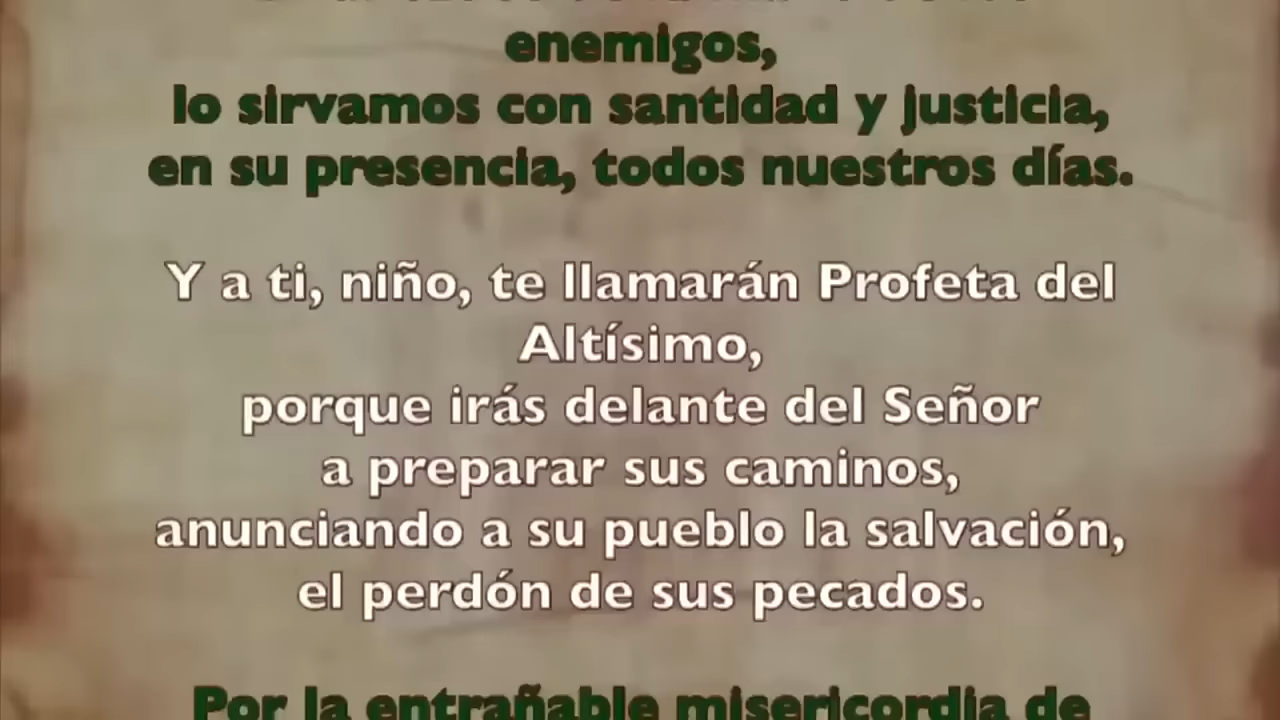 enemigos,
lo sirvamos con santidad y justicia,
en su presencia, todos nuestros días.
Y a ti, niño, te llamarán Profeta del
Altísimo,
porque irás delante del Señor
a preparar sus caminos,
anunciando a su pueblo la salvación,
el perdón de sus pecados.
Por la entrañable misericordia de